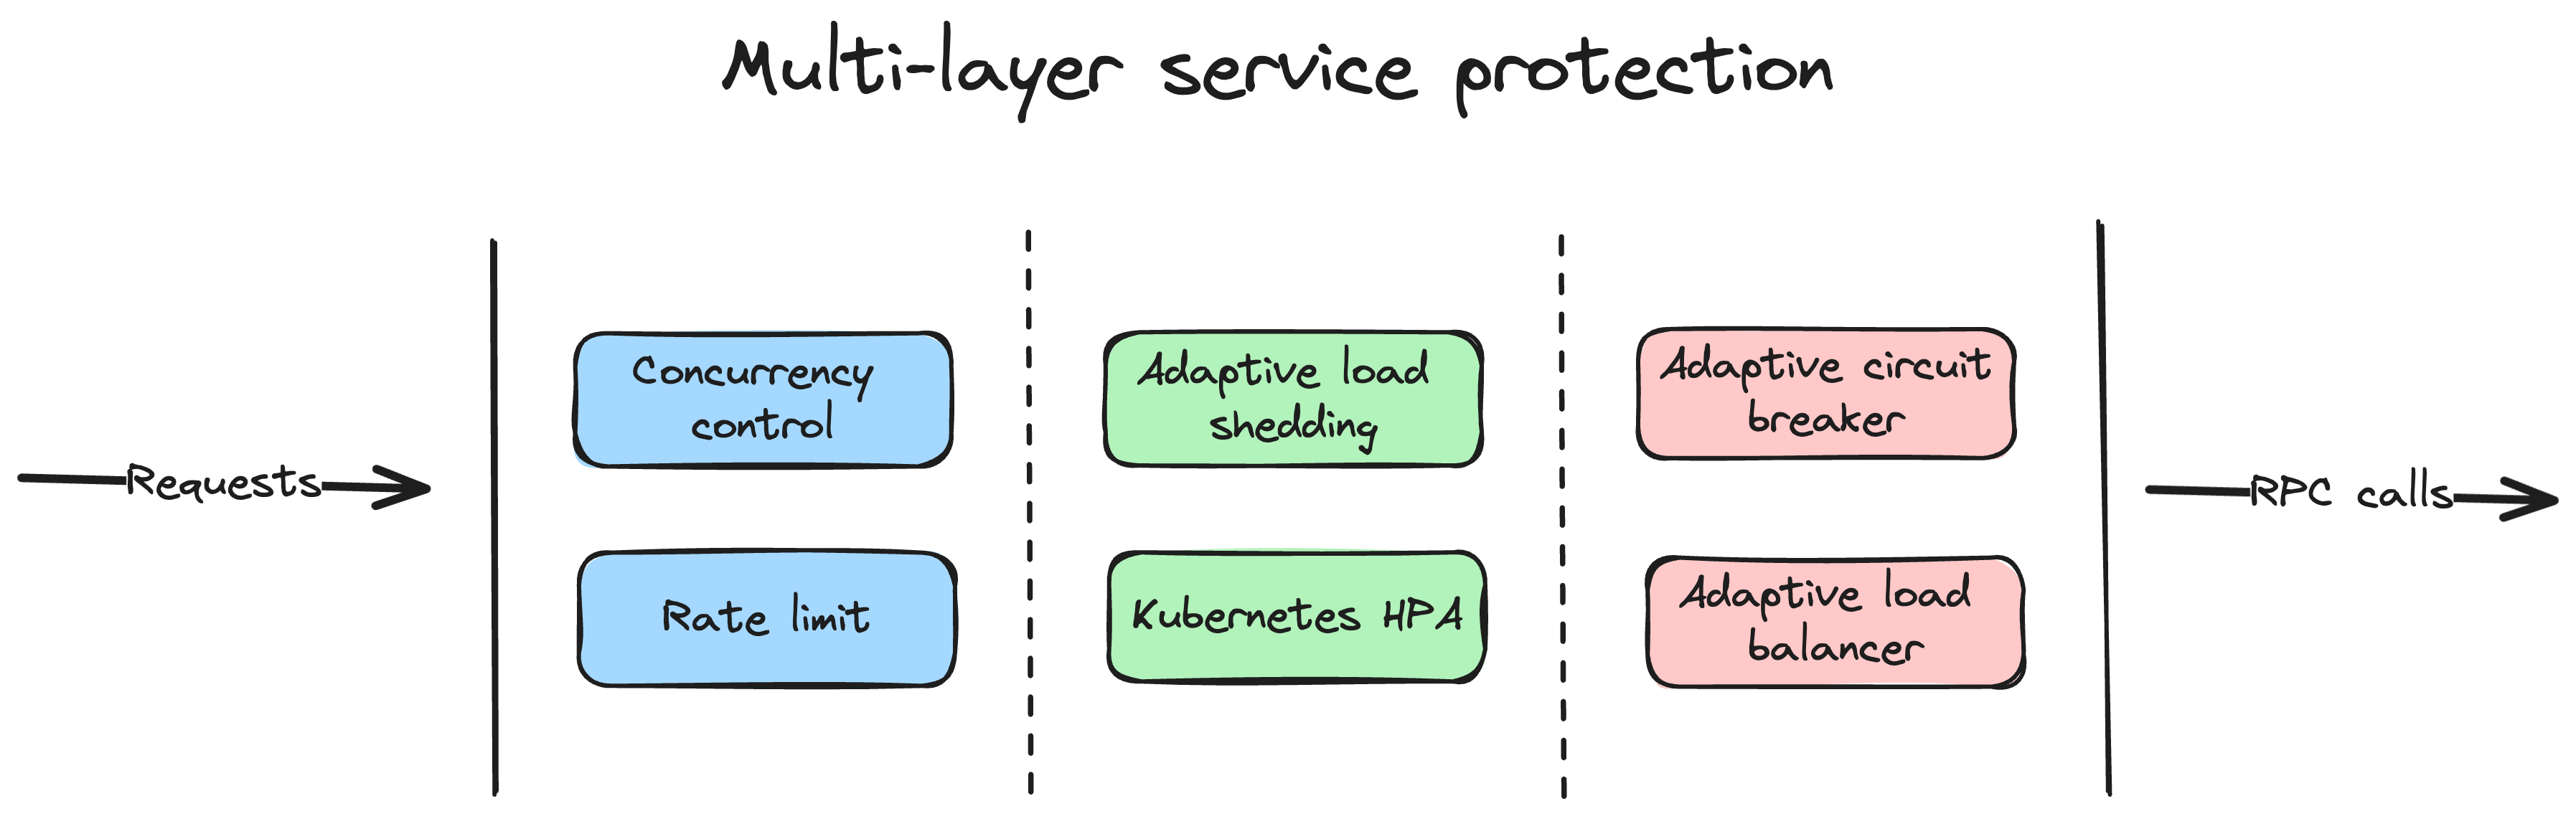 Multi-layer service protection
Requests
Concurrency
control
Rate limit
Adaptive load
shedding
Kubernetes HPA
Adaptive circuit
breaker
Adaptive load
balancer
RPC calls